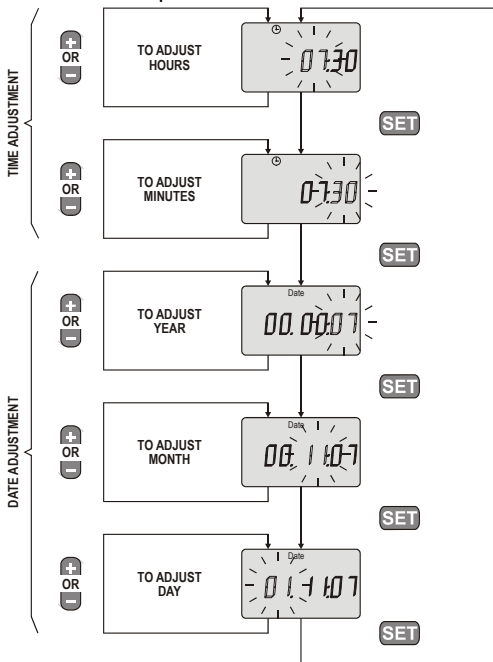 TIME ADJUSTMENT
+
OR
−
TO ADJUST
HOURS
07:30
SET
+
OR
−
TO ADJUST
MINUTES
07:30
SET
DATE ADJUSTMENT
+
OR
−
TO ADJUST
YEAR
Date
00.00:07
SET
+
OR
−
TO ADJUST
MONTH
Date
00.11:07
SET
+
OR
−
TO ADJUST
DAY
Date
01.11:07
SET